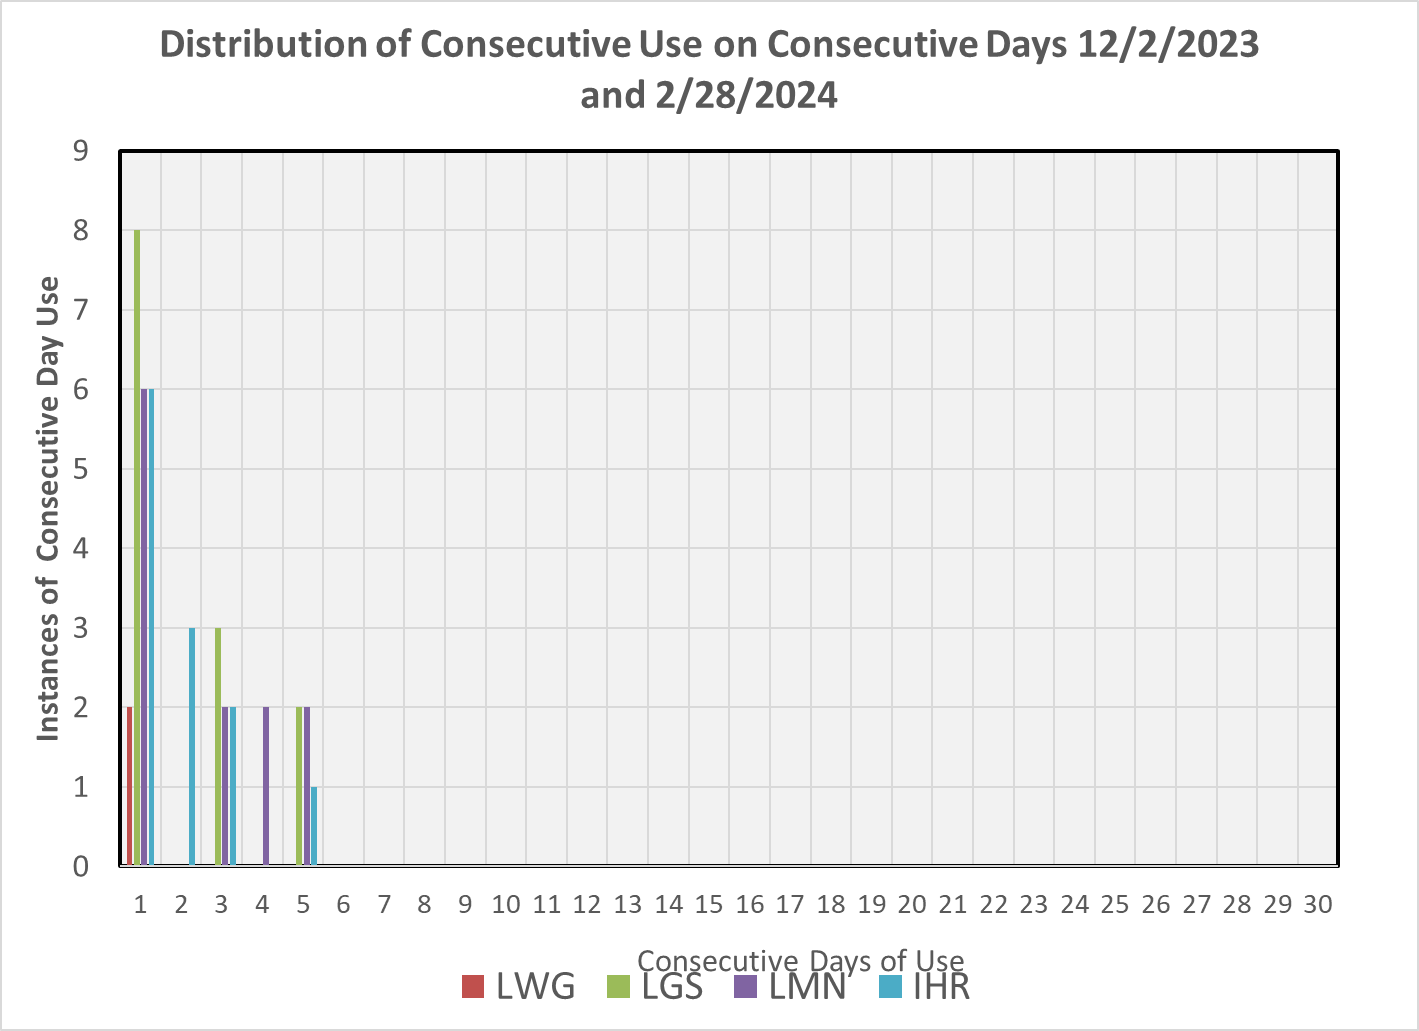 Distribution of Consecutive Use on Consecutive Days 12/2/2023
and 2/28/2024
Instances of Consecutive Day Use
9
8
7
6
5
4
3
2
1
0
1 2 3 4 5 6 7 8 9 10 11 12 13 14 15 16 17 18 19 20 21 22 23 24 25 26 27 28 29 30
Consecutive Days of Use
LWG LGS LMN IHR